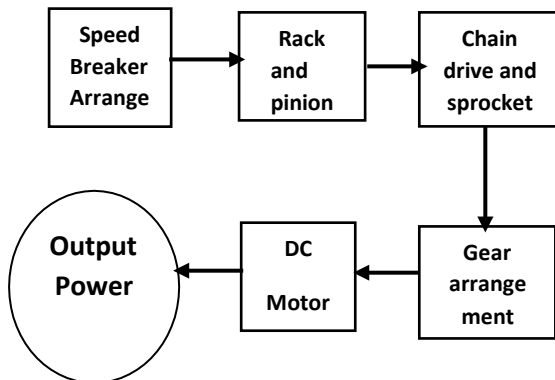 Speed
Breaker
Arrange
Rack
and
pinion
Chain
drive and
sprocket
Output
Power
DC
Motor
Gear
arrange
ment